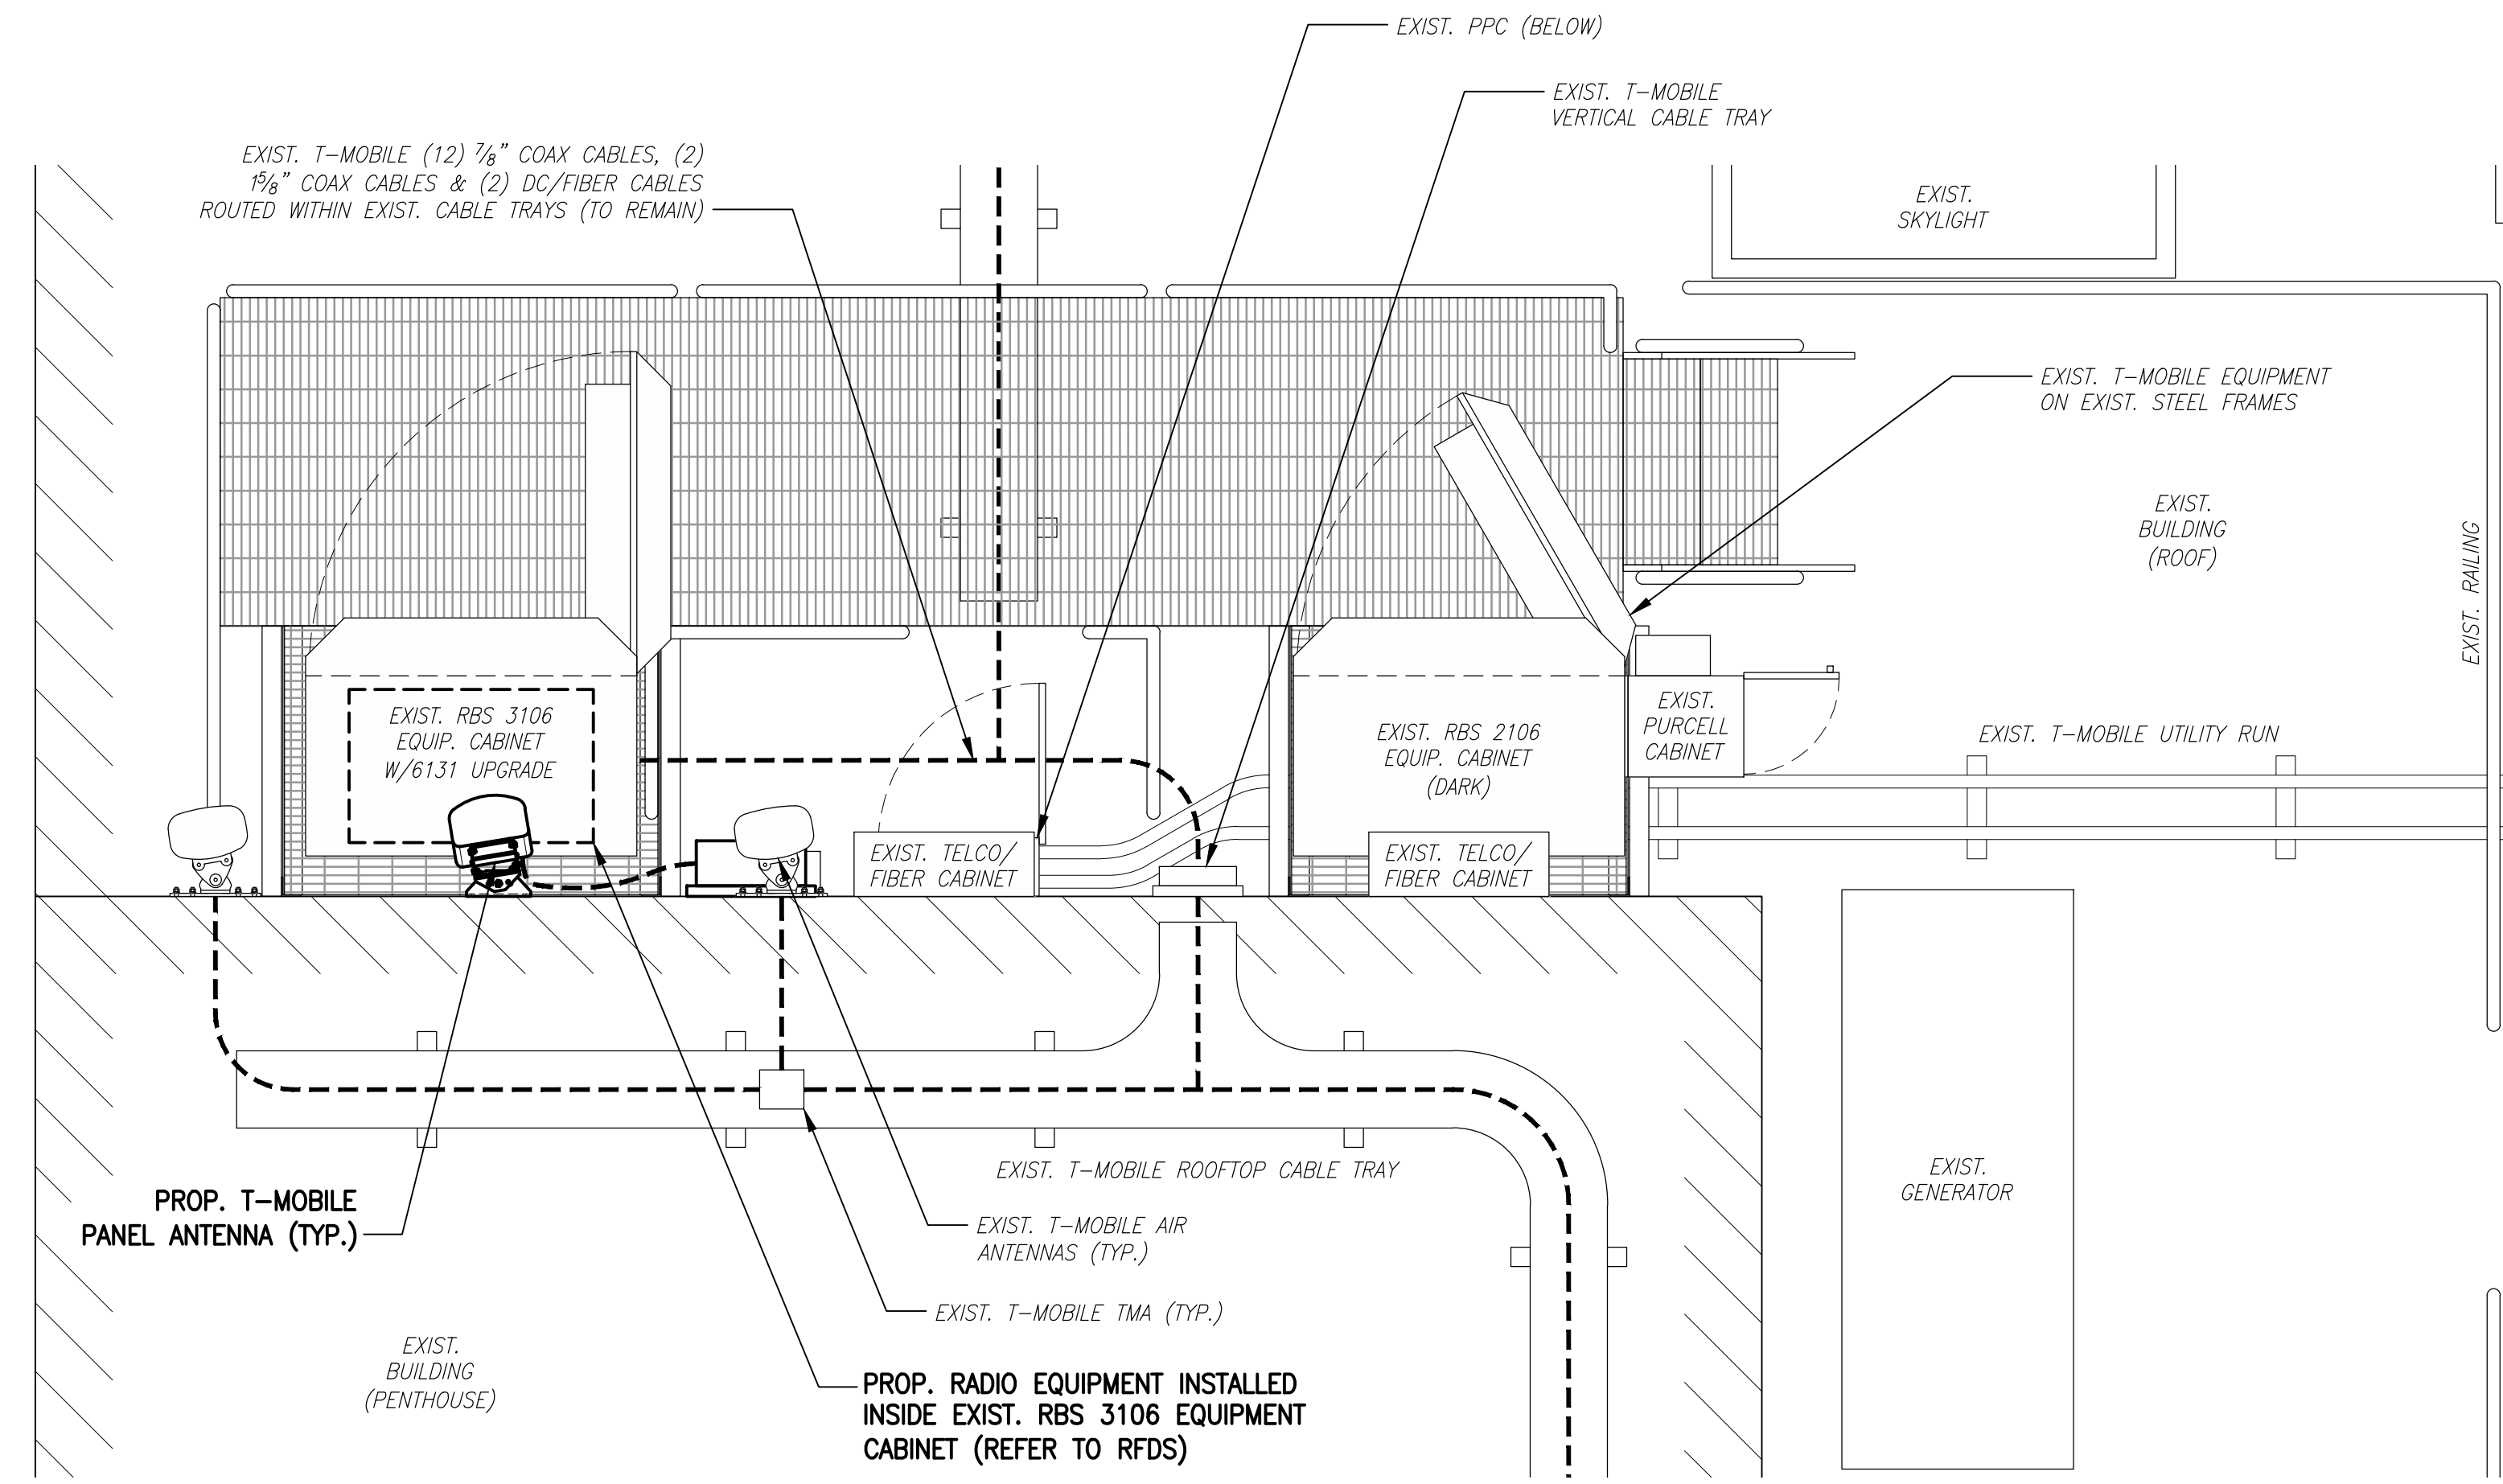 EXIST. PPC (BELOW)
EXIST. T-MOBILE
VERTICAL CABLE TRAY
EXIST. T-MOBILE (12) 7/8" COAX CABLES, (2)
1 5/8" COAX CABLES & (2) DC/FIBER CABLES
ROUTED WITHIN EXIST. CABLE TRAYS (TO REMAIN)
EXIST.
SKYLIGHT
EXIST. T-MOBILE EQUIPMENT
ON EXIST. STEEL FRAMES
EXIST.
BUILDING
(ROOF)
EXIST. RAILING
EXIST. RBS 3106
EQUIP. CABINET
W/6131 UPGRADE
EXIST. RBS 2106
EQUIP. CABINET
(DARK)
EXIST.
PURCELL
CABINET
EXIST. T-MOBILE UTILITY RUN
EXIST. TELCO/
FIBER CABINET
EXIST. TELCO/
FIBER CABINET
EXIST. T-MOBILE ROOFTOP CABLE TRAY
EXIST.
GENERATOR
PROP. T-MOBILE
PANEL ANTENNA (TYP.)
EXIST. T-MOBILE AIR
ANTENNAS (TYP.)
EXIST. T-MOBILE TMA (TYP.)
EXIST.
BUILDING
(PENTHOUSE)
PROP. RADIO EQUIPMENT INSTALLED
INSIDE EXIST. RBS 3106 EQUIPMENT
CABINET (REFER TO RFDS)